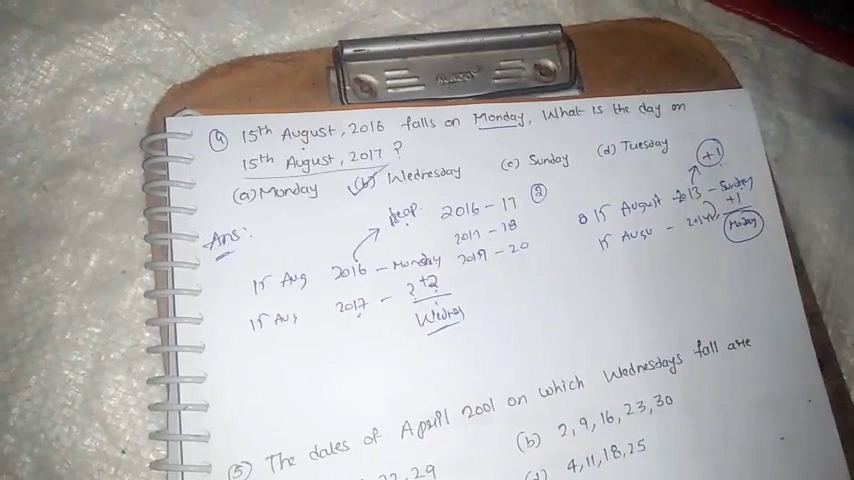 ④ 15th August, 2016 falls on Monday, What is the day on
15th August, 2017 ?
(a) Monday (b) Wednesday (c) Sunday (d) Tuesday
Ans:
leap. 2016 - 17 ②
2017 - 18
2019 - 20
15 Aug 2016 - Monday
15 Aug 2017 - +2
Wednes
+1
15 August 2013 - Sunday
+1
15 Augu - 2014
Monday
⑤ The dates of April 2001 on which Wednesdays fall are
22, 29 (b) 2, 9, 16, 23, 30
(d) 4, 11, 18, 25